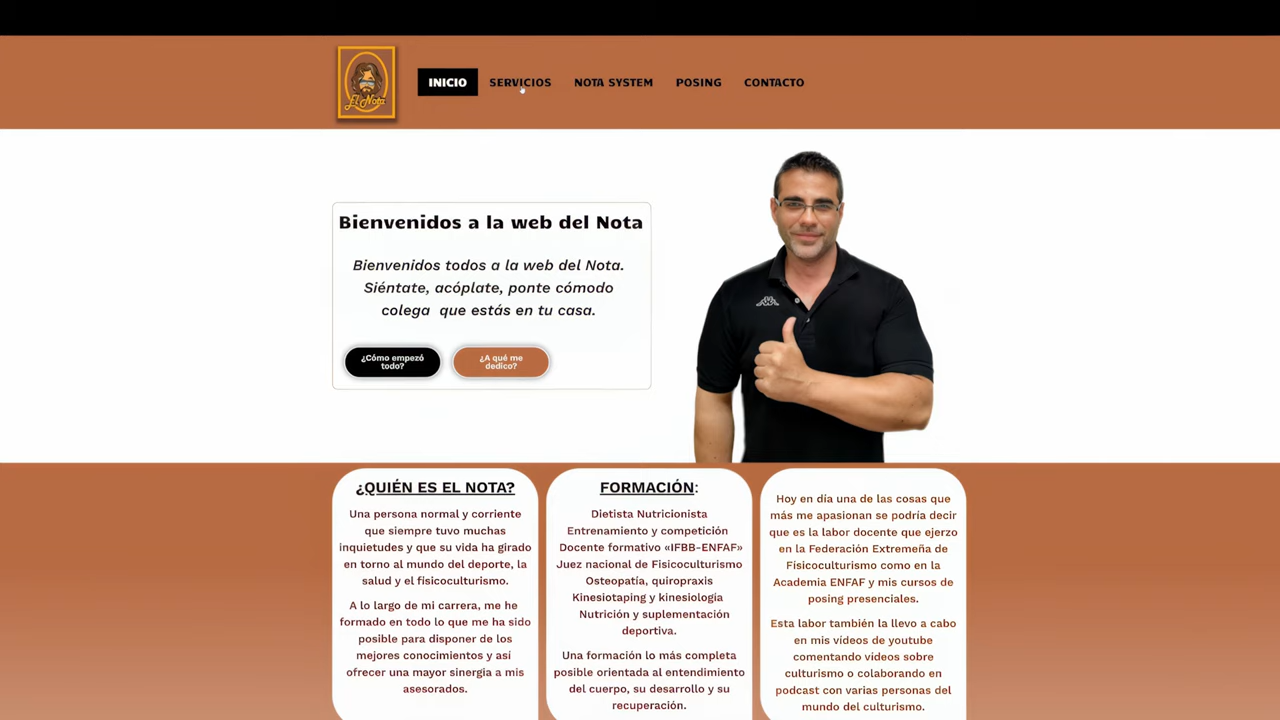 El Nota
INICIO
SERVICIOS
NOTA SYSTEM
POSING
CONTACTO
Bienvenidos a la web del Nota
Bienvenidos todos a la web del Nota.
Siéntate, acóplate, ponte cómodo
colega que estás en tu casa.
¿Cómo empezó
todo?
¿A qué me
dedico?
¿QUIÉN ES EL NOTA?
Una persona normal y corriente
que siempre tuvo muchas
inquietudes y que su vida ha girado
en torno al mundo del deporte, la
salud y el fisicoculturismo.
A lo largo de mi carrera, me he
formado en todo lo que me ha sido
posible para disponer de los
mejores conocimientos y así
ofrecer una mayor sinergia a mis
asesorados.
FORMACIÓN:
Dietista Nutricionista
Entrenamiento y competición
Docente formativo «IFBB-ENFAF»
Juez nacional de Fisicoculturismo
Osteopatía, quiropraxis
Kinesiotaping y kinesiología
Nutrición y suplementación
deportiva.
Una formación lo más completa
posible orientada al entendimiento
del cuerpo, su desarrollo y su
recuperación.
Hoy en día una de las cosas que
más me apasionan se podría decir
que es la labor docente que ejerzo
en la Federación Extremeña de
Fisicoculturismo como en la
Academia ENFAF y mis cursos de
posing presenciales.
Esta labor también la llevo a cabo
en mis vídeos de youtube
comentando vídeos sobre
culturismo o colaborando en
podcast con varias personas del
mundo del culturismo.